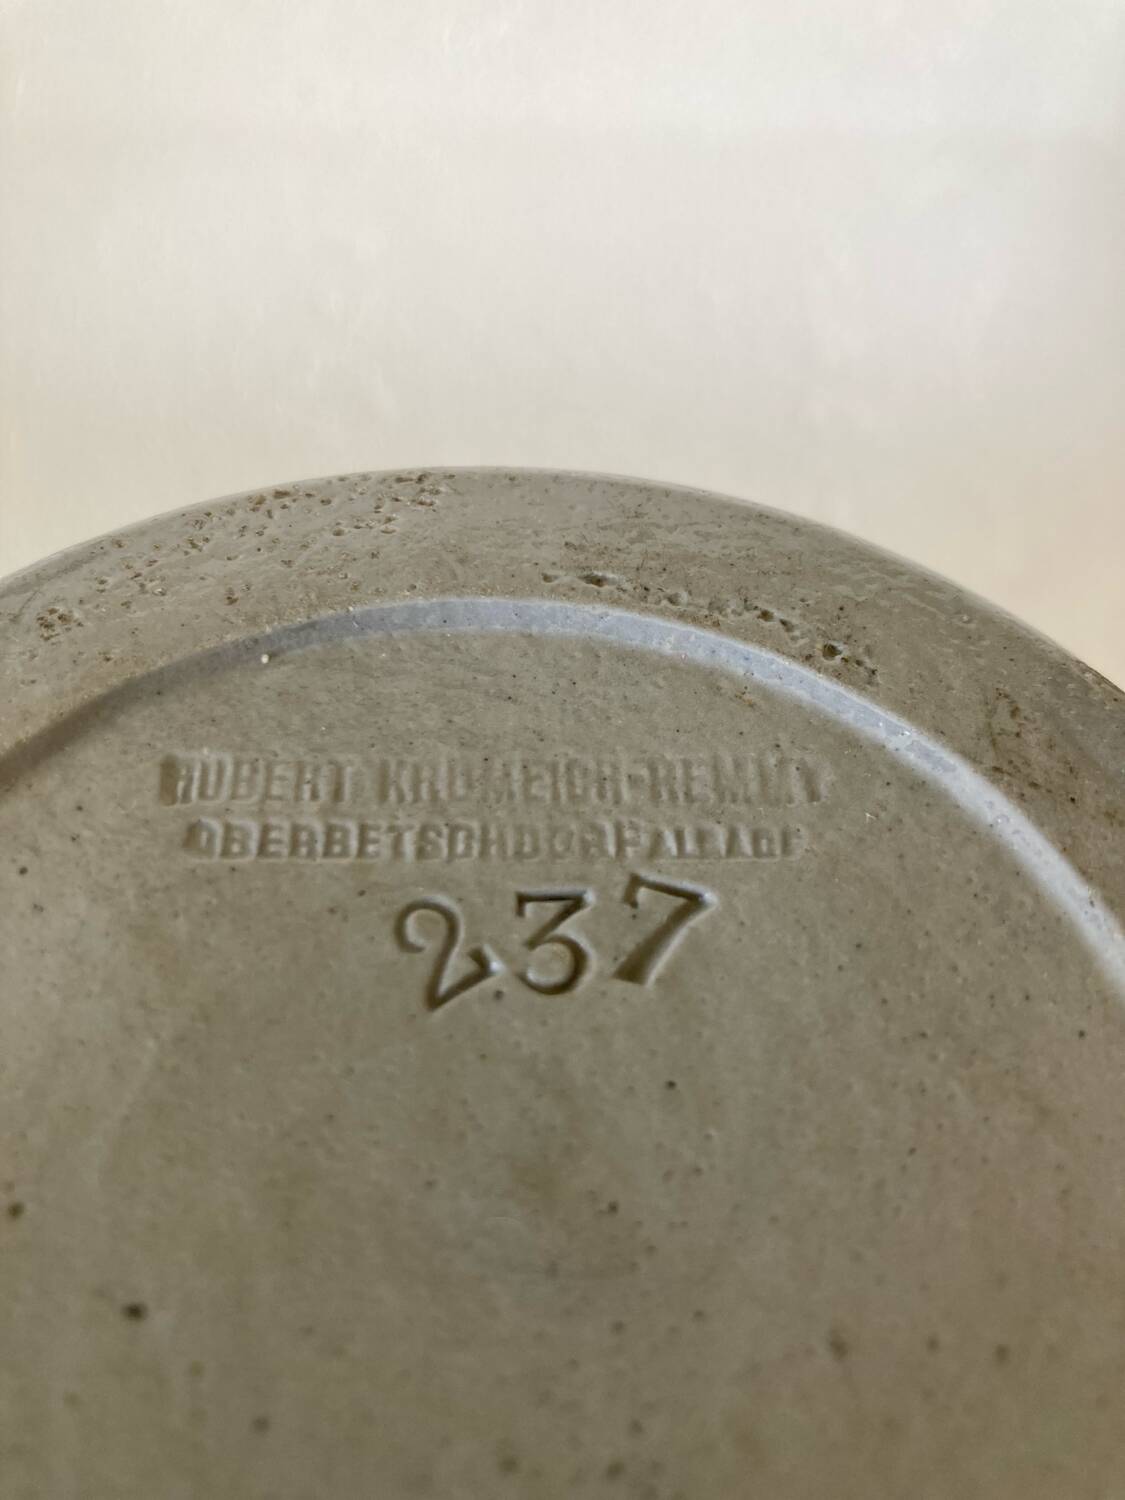 HUBERT KRUMEICH-REMMY
OBERBETSCHDORF ALSACE
237